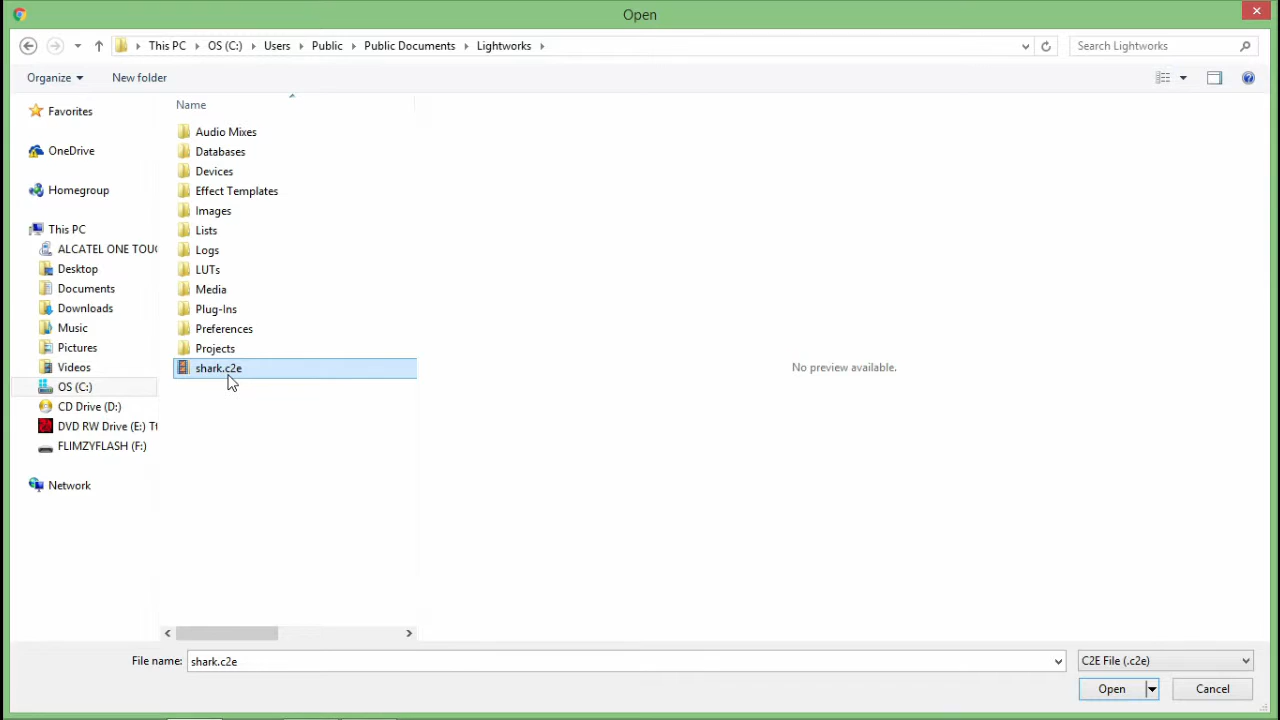 Open
This PC OS (C:) Users Public Public Documents Lightworks
Search Lightworks
Organize New folder
Name
Favorites
OneDrive
Homegroup
This PC
ALCATEL ONE TOUC
Desktop
Documents
Downloads
Music
Pictures
Videos
OS (C:)
CD Drive (D:)
DVD RW Drive (E:) Tt
FLIMZYFLASH (F:)
Network
Audio Mixes
Databases
Devices
Effect Templates
Images
Lists
Logs
LUTs
Media
Plug-Ins
Preferences
Projects
shark.c2e
No preview available.
File name: shark.c2e
C2E File (.c2e)
Open Cancel